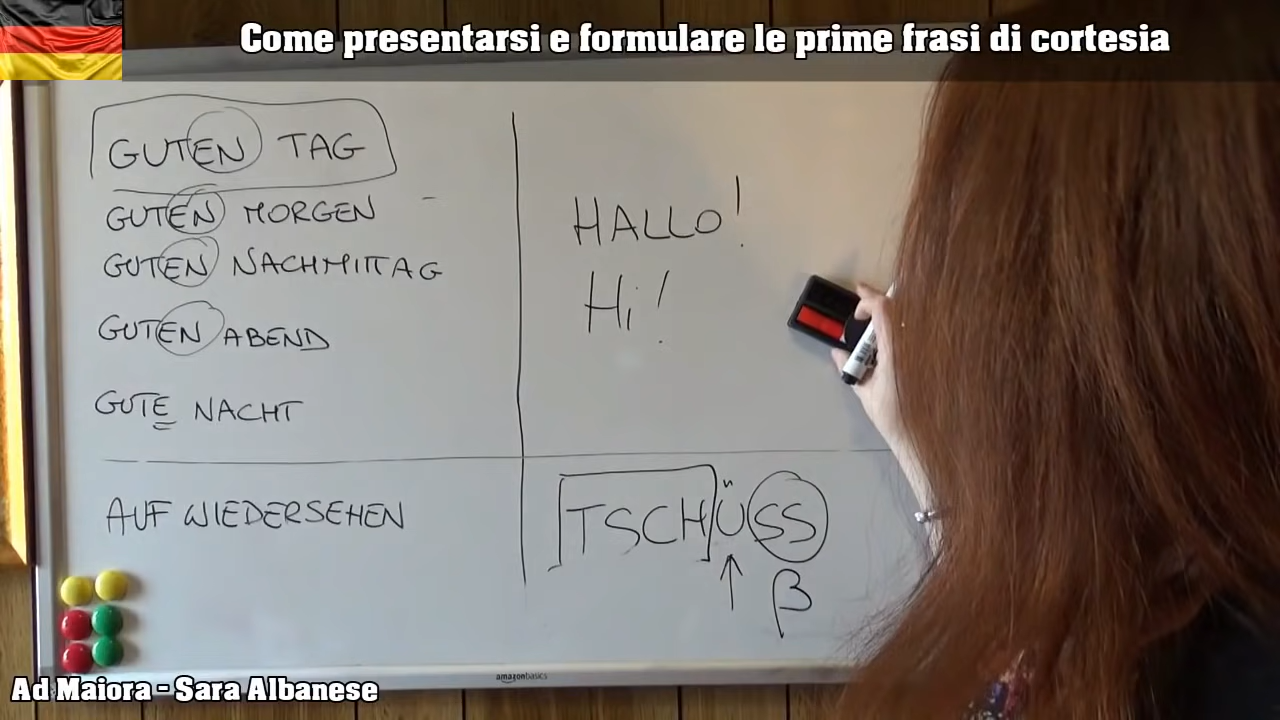 Come presentarsi e formulare le prime frasi di cortesia
GUTEN TAG
GUTEN MORGEN
GUTEN NACHMITTAG
GUTEN ABEND
GUTE NACHT
AUF WIEDERSEHEN
HALLO!
Hi!
TSCHÜSS
ß
amazonbasics
Ad Maiora - Sara Albanese